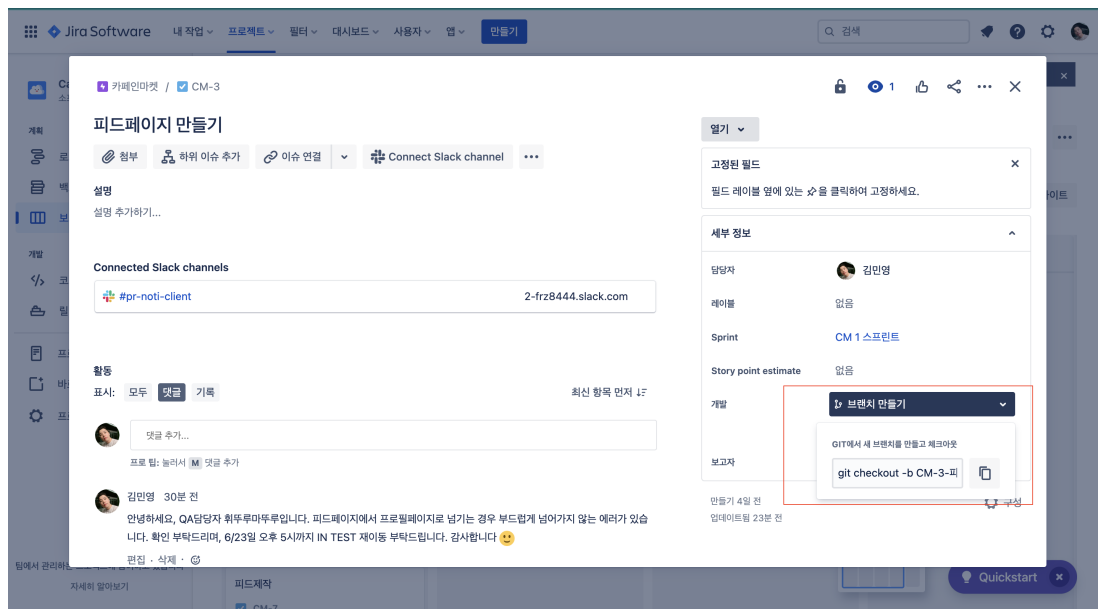 Jira Software 내 작업 프로젝트 필터 대시보드 사용자 앱 만들기 검색
카페인마켓 / CM-3 1
피드페이지 만들기
첨부 하위 이슈 추가 이슈 연결 Connect Slack channel
설명
설명 추가하기...
Connected Slack channels
#pr-noti-client 2-frz8444.slack.com
활동
표시: 모두 댓글 기록 최신 항목 먼저
댓글 추가...
프로 팁: 눌러서 M 댓글 추가
김민영 30분 전
안녕하세요, QA담당자 휘뚜루마뚜루입니다. 피드페이지에서 프로필페이지로 넘기는 경우 부드럽게 넘어가지 않는 에러가 있습
니다. 확인 부탁드리며, 6/23일 오후 5시까지 IN TEST 재이동 부탁드립니다. 감사합니다
편집 · 삭제 ·
열기
고정된 필드
필드 레이블 옆에 있는 을 클릭하여 고정하세요.
세부 정보
담당자 김민영
레이블 없음
Sprint CM 1 스프린트
Story point estimate 없음
개발 브랜치 만들기
GIT에서 새 브랜치를 만들고 체크아웃
git checkout -b CM-3-피
보고자
만들기 4일 전 구성
업데이트됨 23분 전
계획
개발
팀에서 관리하는
자세히 알아보기
피드제작
CM-7
Quickstart